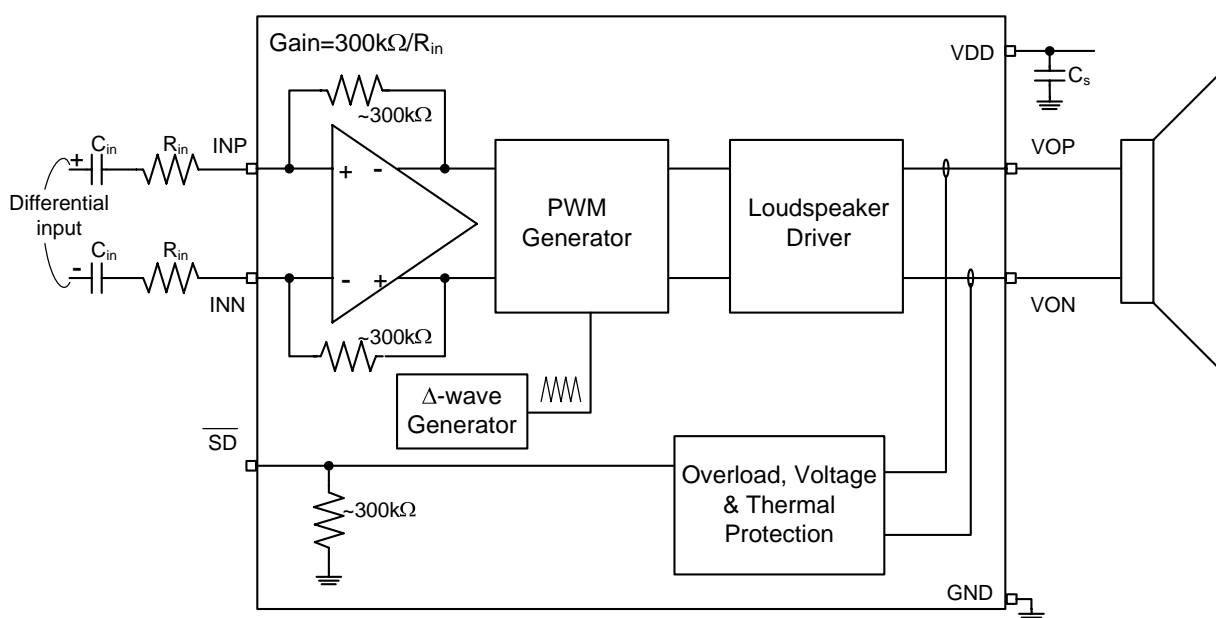 Gain=300kΩ/Rin
~300kΩ
VDD
Cs
Cin
Rin
INP
+
+ -
VOP
Differential
input
PWM
Generator
Loudspeaker
Driver
Cin
Rin
-
- +
INN
VON
~300kΩ
Δ-wave
Generator
SD
~300kΩ
Overload, Voltage
& Thermal
Protection
GND